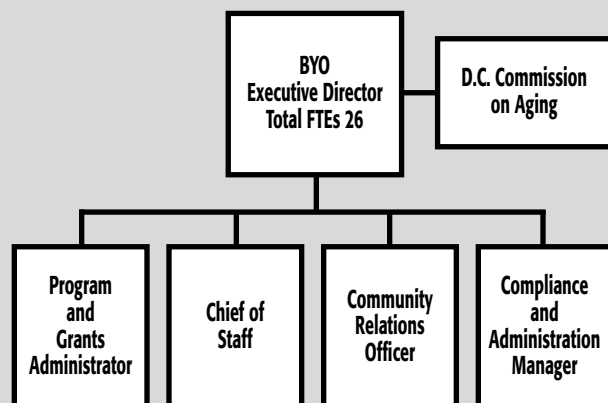 BYO
Executive Director
Total FTEs 26
D.C. Commission
on Aging
Program
and
Grants
Administrator
Chief of
Staff
Community
Relations
Officer
Compliance
and
Administration
Manager